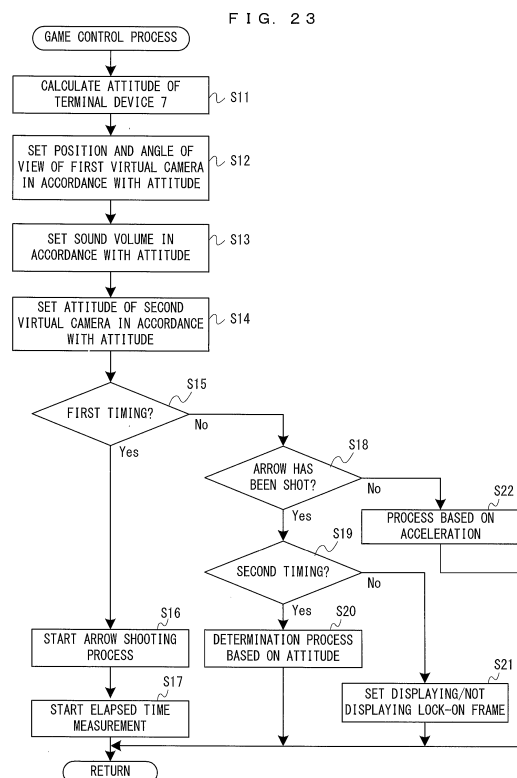 FIG. 23
GAME CONTROL PROCESS
CALCULATE ATTITUDE OF
TERMINAL DEVICE 7
S11
SET POSITION AND ANGLE OF
VIEW OF FIRST VIRTUAL CAMERA
IN ACCORDANCE WITH ATTITUDE
S12
SET SOUND VOLUME IN
ACCORDANCE WITH ATTITUDE
S13
SET ATTITUDE OF SECOND
VIRTUAL CAMERA IN ACCORDANCE
WITH ATTITUDE
S14
S15
FIRST TIMING?
No
Yes
S18
ARROW HAS
BEEN SHOT?
No
Yes
S22
PROCESS BASED ON
ACCELERATION
S19
SECOND TIMING?
No
Yes
S16
START ARROW SHOOTING
PROCESS
S20
DETERMINATION PROCESS
BASED ON ATTITUDE
S17
START ELAPSED TIME
MEASUREMENT
S21
SET DISPLAYING/NOT
DISPLAYING LOCK-ON FRAME
RETURN